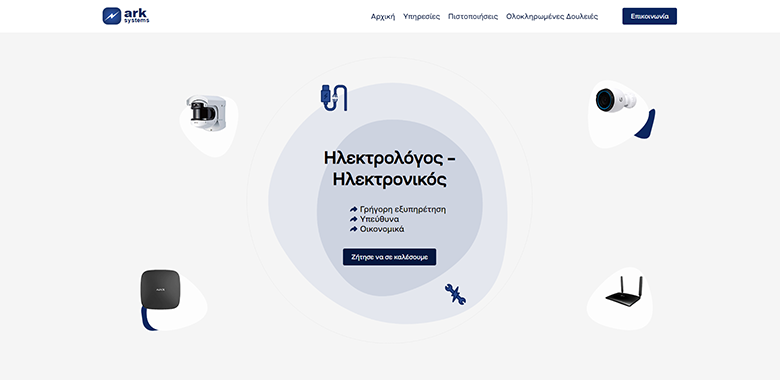 ark
systems
Αρχική Υπηρεσίες Πιστοποιήσεις Ολοκληρωμένες Δουλειές Επικοινωνία
Ηλεκτρολόγος -
Ηλεκτρονικός
Γρήγορη εξυπηρέτηση
Υπεύθυνα
Οικονομικά
Ζήτησε να σε καλέσουμε